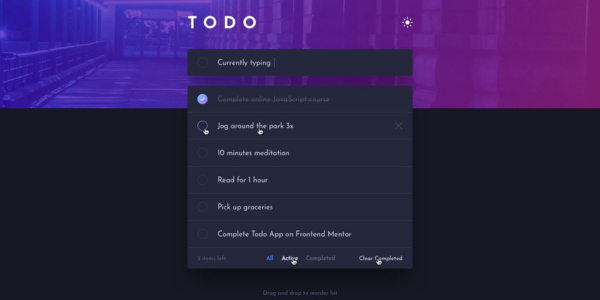 TODO
Currently typing
Complete online JavaScript course
Jog around the park 3x
10 minutes meditation
Read for 1 hour
Pick up groceries
Complete Todo App on Frontend Mentor
5 items left All Active Completed Clear Completed
Drag and drop to reorder list